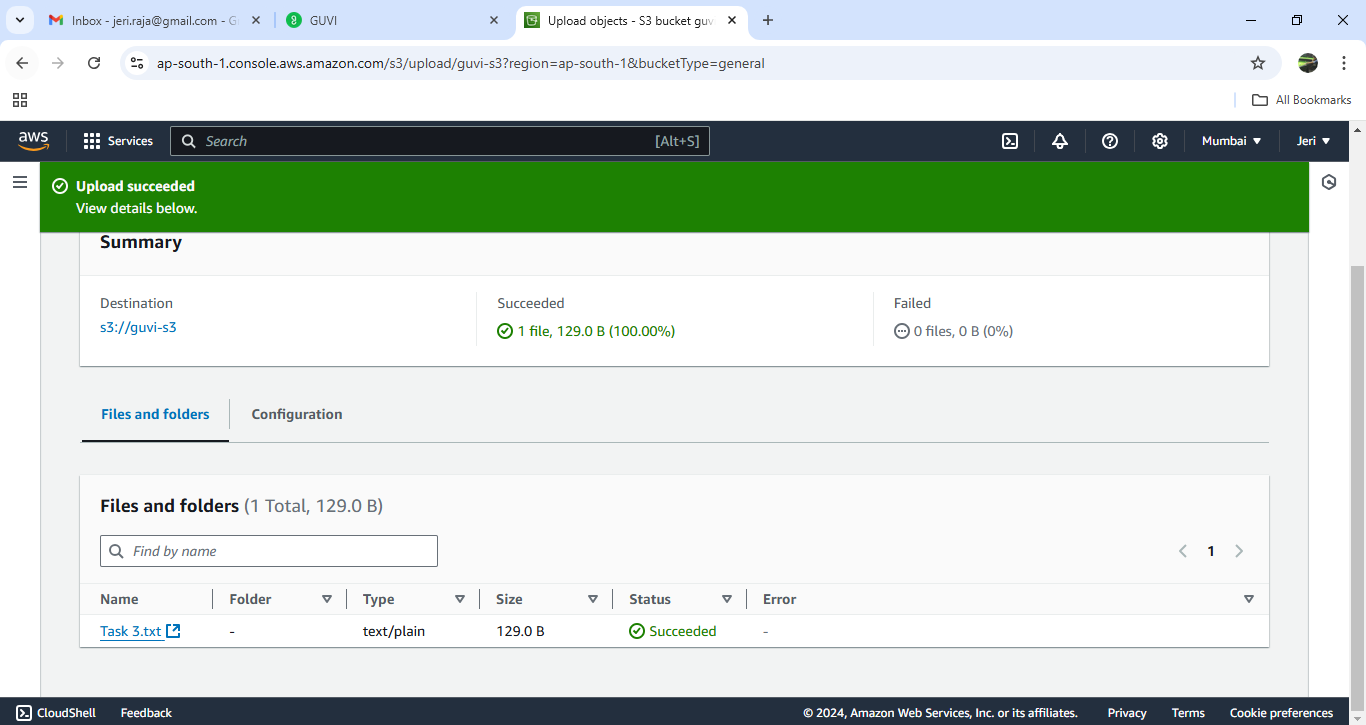 Inbox - jeri.raja@gmail.com - G
GUVI
Upload objects - S3 bucket guv
ap-south-1.console.aws.amazon.com/s3/upload/guvi-s3?region=ap-south-1&bucketType=general
All Bookmarks
aws
Services
Search
[Alt+S]
Mumbai
Jeri
Upload succeeded
View details below.
Summary
Destination
s3://guvi-s3
Succeeded
1 file, 129.0 B (100.00%)
Failed
0 files, 0 B (0%)
Files and folders
Configuration
Files and folders (1 Total, 129.0 B)
Find by name
1
Name Folder Type Size Status Error
Task 3.txt - text/plain 129.0 B Succeeded -
CloudShell Feedback © 2024, Amazon Web Services, Inc. or its affiliates. Privacy Terms Cookie preferences